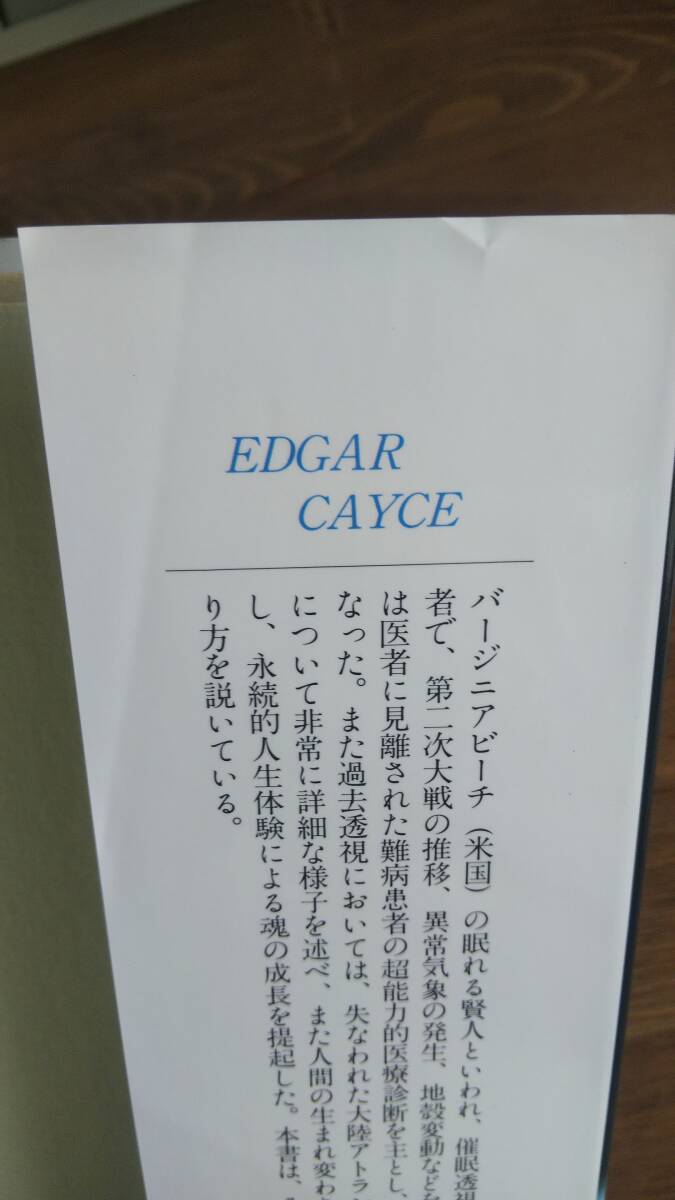 EDGAR
CAYCE
バージニアビーチ（米国）の眠れる賢人といわれ、催眠透視
者で、第二次大戦の推移、異常気象の発生、地殻変動などを
は医者に見離された難病患者の超能力的医療診断を主とし、
なった。また過去透視においては、失なわれた大陸アトラン
について非常に詳細な様子を述べ、また人間の生まれ変わ
し、永続的人生体験による魂の成長を提起した。本書は、
り方を説いている。